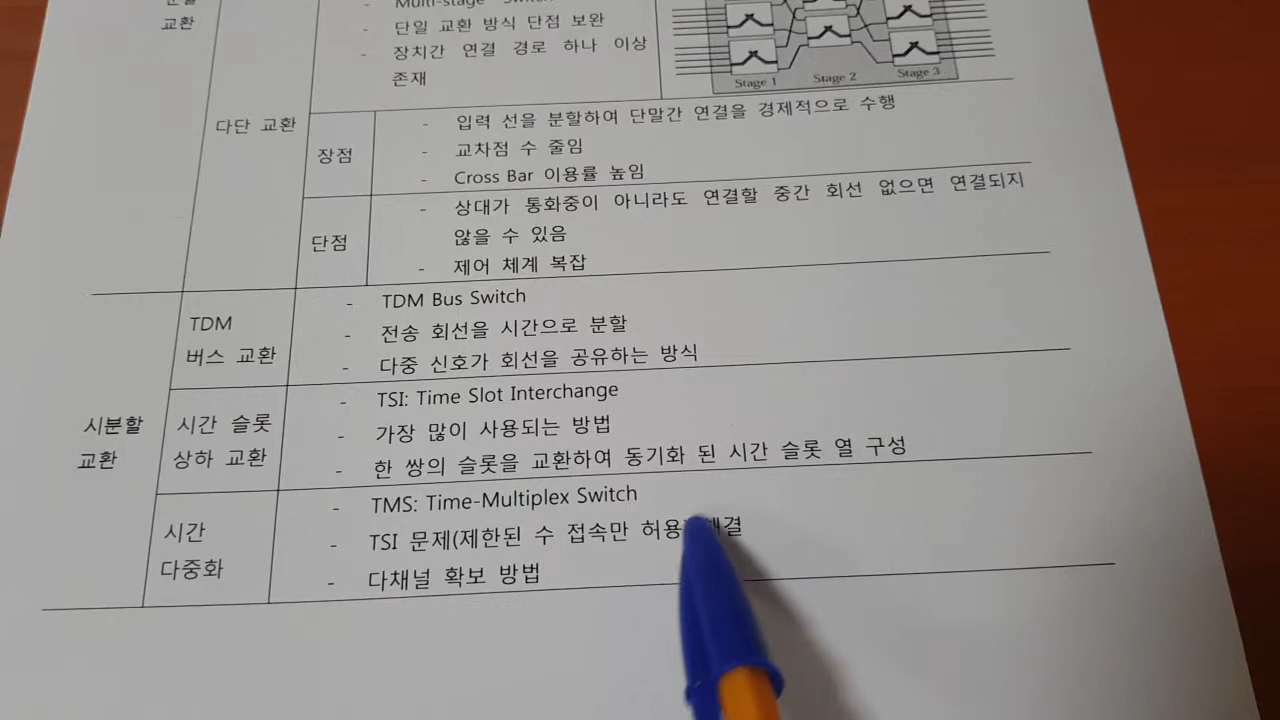 교환
Multi-stage
- 단일 교환 방식 단점 보완
- 장치간 연결 경로 하나 이상
존재
Stage 1
Stage 2
Stage 3
다단 교환
장점
- 입력 선을 분할하여 단말간 연결을 경제적으로 수행
- 교차점 수 줄임
- Cross Bar 이용률 높임
단점
- 상대가 통화중이 아니라도 연결할 중간 회선 없으면 연결되지
않을 수 있음
- 제어 체계 복잡
시분할
교환
TDM
버스 교환
- TDM Bus Switch
- 전송 회선을 시간으로 분할
- 다중 신호가 회선을 공유하는 방식
시간 슬롯
상하 교환
- TSI: Time Slot Interchange
- 가장 많이 사용되는 방법
- 한 쌍의 슬롯을 교환하여 동기화 된 시간 슬롯 열 구성
시간
다중화
- TMS: Time-Multiplex Switch
- TSI 문제(제한된 수 접속만 허용
- 다채널 확보 방법